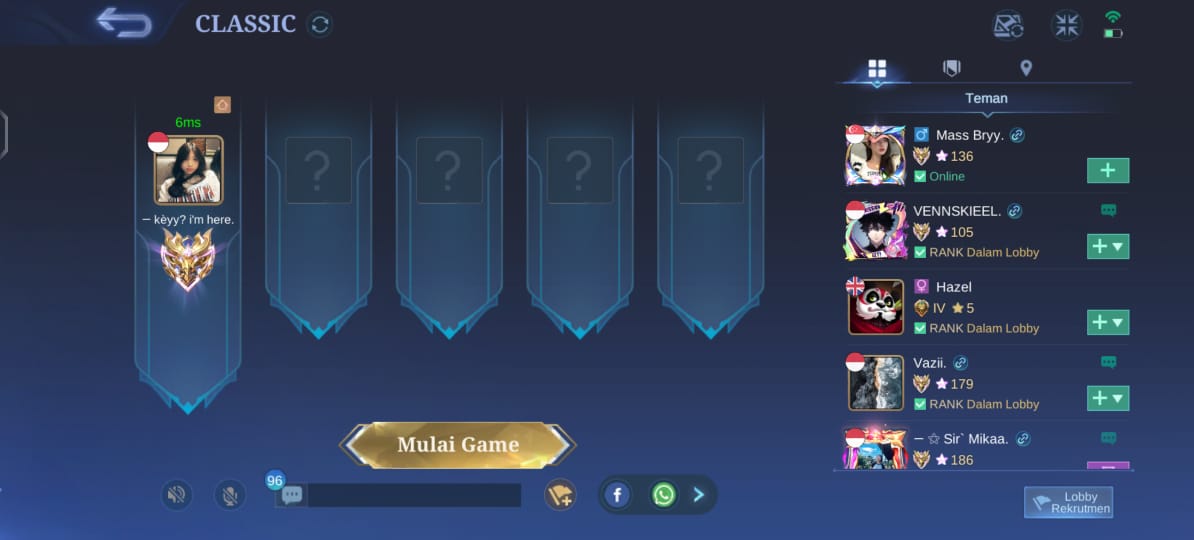 CLASSIC
6ms
– kèyy? i'm here.
?
?
?
?
Mulai Game
96
Teman
Mass Bryy.
136
Online
VENNSKIEEL.
105
RANK Dalam Lobby
Hazel
IV ★5
RANK Dalam Lobby
Vazii.
179
RANK Dalam Lobby
– ☆ Sir` Mikaa.
186
Lobby
Rekrutmen